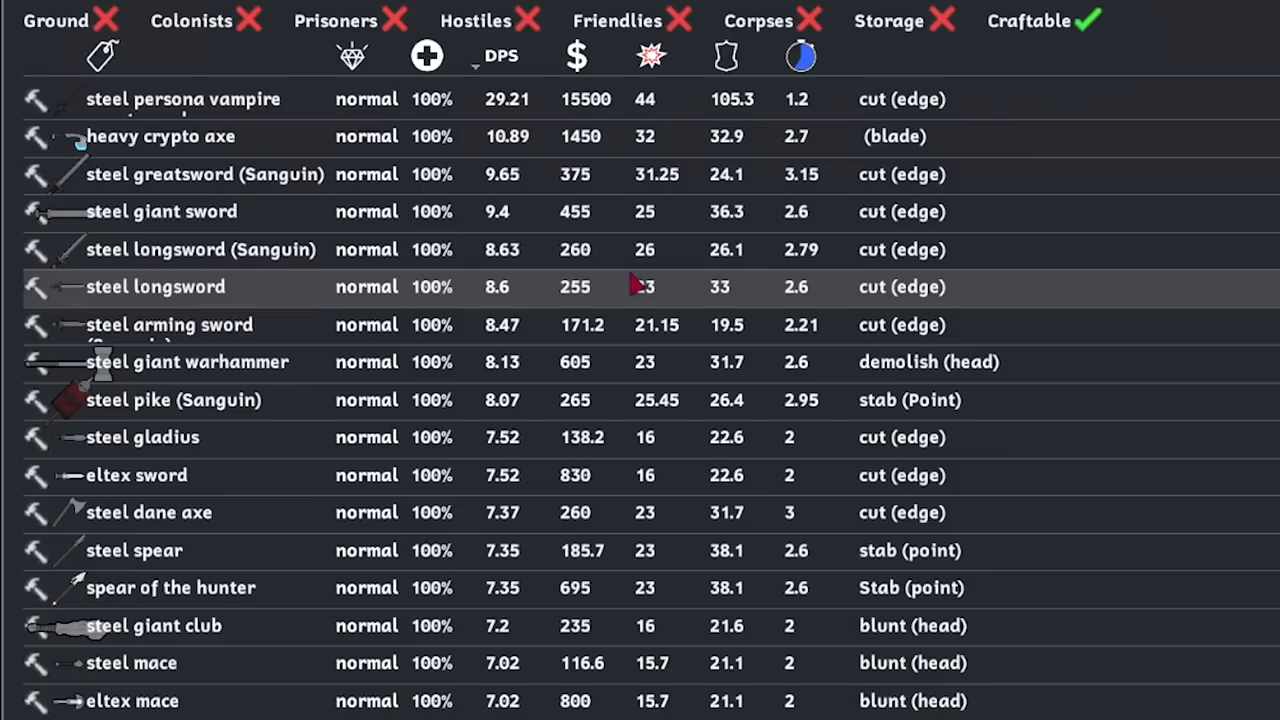 Ground Colonists Prisoners Hostiles Friendlies Corpses Storage Craftable
DPS $
steel persona vampire normal 100% 29.21 15500 44 105.3 1.2 cut (edge)
heavy crypto axe normal 100% 10.89 1450 32 32.9 2.7 (blade)
steel greatsword (Sanguin) normal 100% 9.65 375 31.25 24.1 3.15 cut (edge)
steel giant sword normal 100% 9.4 455 25 36.3 2.6 cut (edge)
steel longsword (Sanguin) normal 100% 8.63 260 26 26.1 2.79 cut (edge)
steel longsword normal 100% 8.6 255 23 33 2.6 cut (edge)
steel arming sword normal 100% 8.47 171.2 21.15 19.5 2.21 cut (edge)
steel giant warhammer normal 100% 8.13 605 23 31.7 2.6 demolish (head)
steel pike (Sanguin) normal 100% 8.07 265 25.45 26.4 2.95 stab (Point)
steel gladius normal 100% 7.52 138.2 16 22.6 2 cut (edge)
eltex sword normal 100% 7.52 830 16 22.6 2 cut (edge)
steel dane axe normal 100% 7.37 260 23 31.7 3 cut (edge)
steel spear normal 100% 7.35 185.7 23 38.1 2.6 stab (point)
spear of the hunter normal 100% 7.35 695 23 38.1 2.6 Stab (point)
steel giant club normal 100% 7.2 235 16 21.6 2 blunt (head)
steel mace normal 100% 7.02 116.6 15.7 21.1 2 blunt (head)
eltex mace normal 100% 7.02 800 15.7 21.1 2 blunt (head)